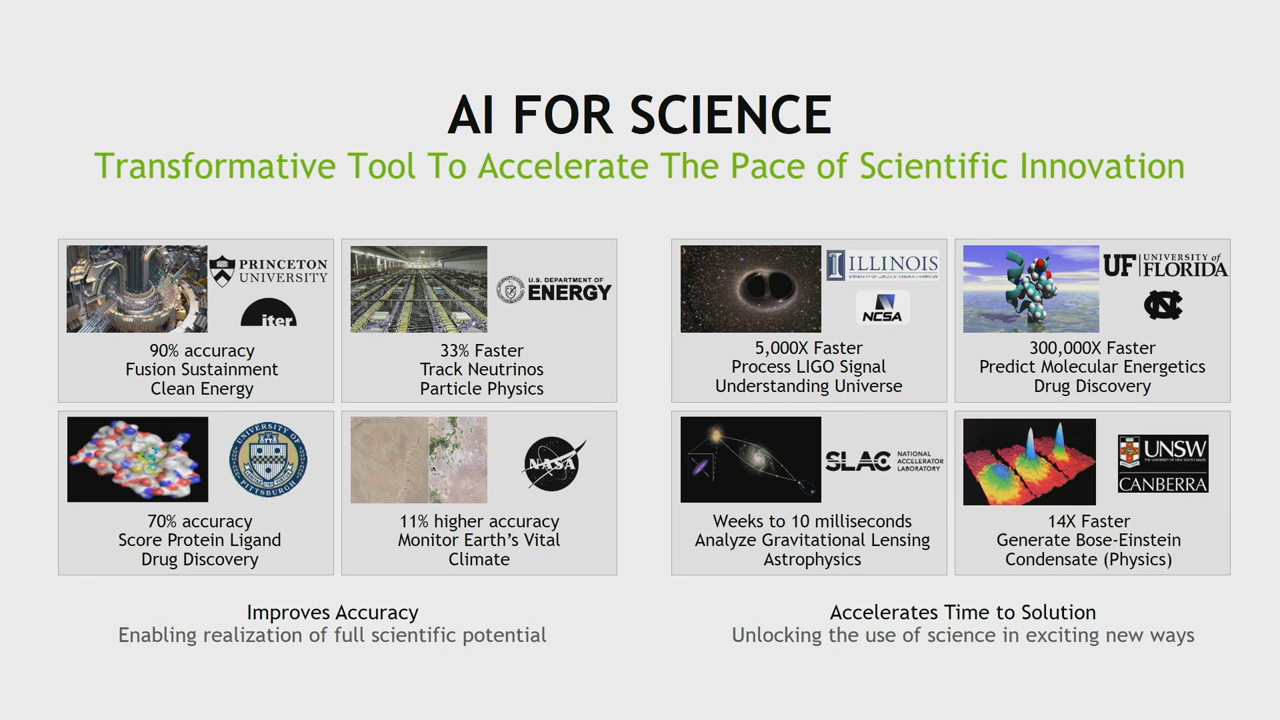 AI FOR SCIENCE
Transformative Tool To Accelerate The Pace of Scientific Innovation
PRINCETON
UNIVERSITY
iter
90% accuracy
Fusion Sustainment
Clean Energy
U.S. DEPARTMENT OF
ENERGY
33% Faster
Track Neutrinos
Particle Physics
ILLINOIS
NCSA
5,000X Faster
Process LIGO Signal
Understanding Universe
UF UNIVERSITY of
FLORIDA
NC
300,000X Faster
Predict Molecular Energetics
Drug Discovery
UNIVERSITY OF
PITTSBURGH
70% accuracy
Score Protein Ligand
Drug Discovery
NASA
11% higher accuracy
Monitor Earth's Vital
Climate
SLAC NATIONAL
ACCELERATOR
LABORATORY
Weeks to 10 milliseconds
Analyze Gravitational Lensing
Astrophysics
UNSW
CANBERRA
14X Faster
Generate Bose-Einstein
Condensate (Physics)
Improves Accuracy
Enabling realization of full scientific potential
Accelerates Time to Solution
Unlocking the use of science in exciting new ways